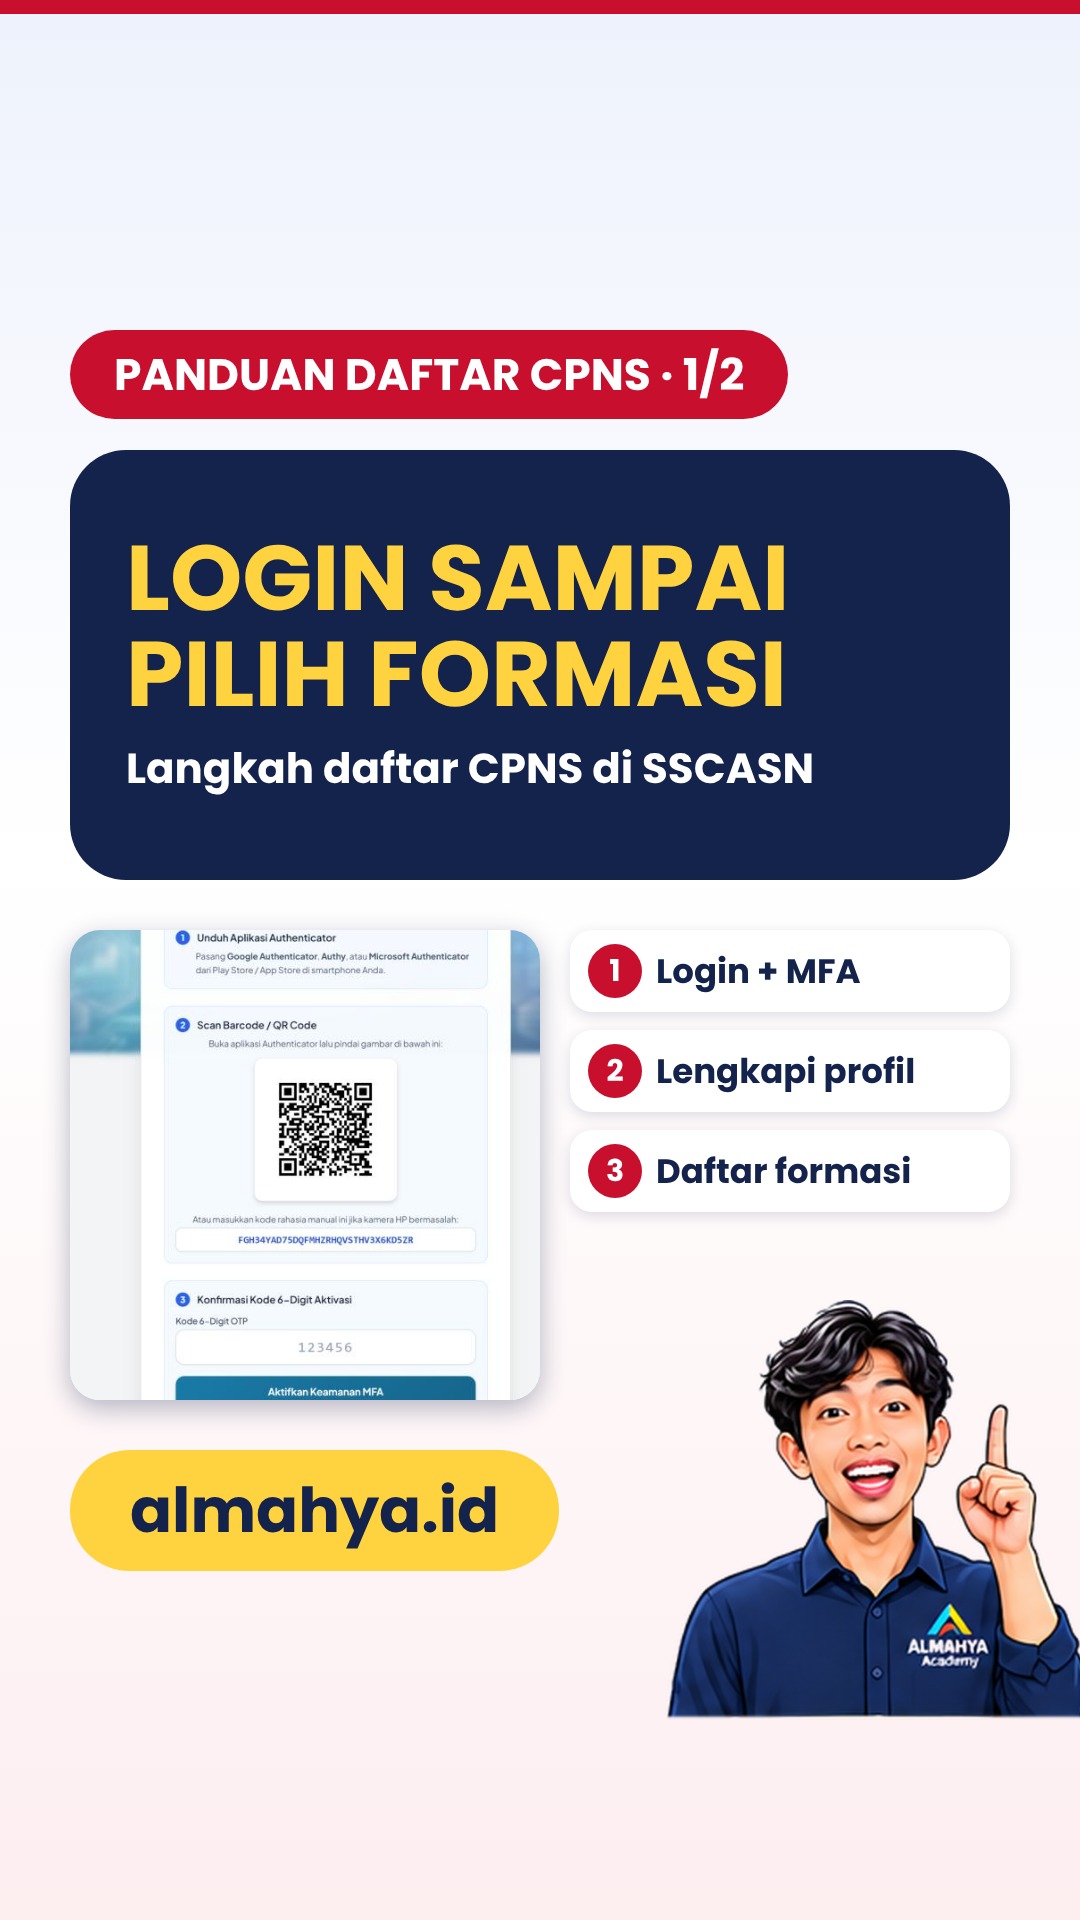 PANDUAN DAFTAR CPNS · 1/2
LOGIN SAMPAI
PILIH FORMASI
Langkah daftar CPNS di SSCASN
1 Unduh Aplikasi Authenticator
Pasang Google Authenticator, Authy, atau Microsoft Authenticator
dari Play Store / App Store di smartphone Anda.
2 Scan Barcode / QR Code
Buka aplikasi Authenticator lalu pindai gambar di bawah ini:
Atau masukkan kode rahasia manual ini jika kamera HP bermasalah:
FGH34YAD75DQFMHZRHQVSTHV3X6KD5ZR
3 Konfirmasi Kode 6-Digit Aktivasi
Kode 6-Digit OTP
123456
Aktifkan Keamanan MFA
1 Login + MFA
2 Lengkapi profil
3 Daftar formasi
almahya.id
ALMAHYA
Academy